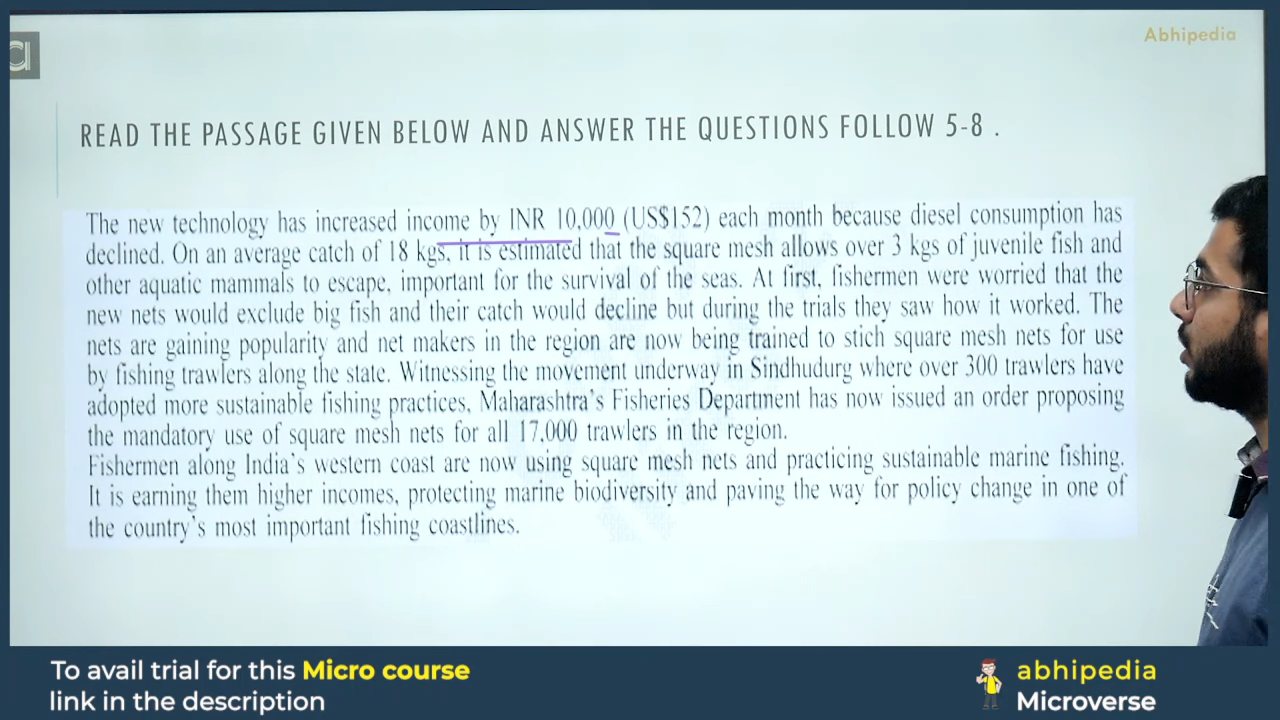 Abhipedia
a
READ THE PASSAGE GIVEN BELOW AND ANSWER THE QUESTIONS FOLLOW 5-8 .
The new technology has increased income by INR 10,000 (US$152) each month because diesel consumption has
declined. On an average catch of 18 kgs, it is estimated that the square mesh allows over 3 kgs of juvenile fish and
other aquatic mammals to escape, important for the survival of the seas. At first, fishermen were worried that the
new nets would exclude big fish and their catch would decline but during the trials they saw how it worked. The
nets are gaining popularity and net makers in the region are now being trained to stich square mesh nets for use
by fishing trawlers along the state. Witnessing the movement underway in Sindhudurg where over 300 trawlers have
adopted more sustainable fishing practices, Maharashtra's Fisheries Department has now issued an order proposing
the mandatory use of square mesh nets for all 17,000 trawlers in the region.
Fishermen along India's western coast are now using square mesh nets and practicing sustainable marine fishing.
It is earning them higher incomes, protecting marine biodiversity and paving the way for policy change in one of
the country's most important fishing coastlines.
To avail trial for this Micro course
link in the description
abhipedia
Microverse